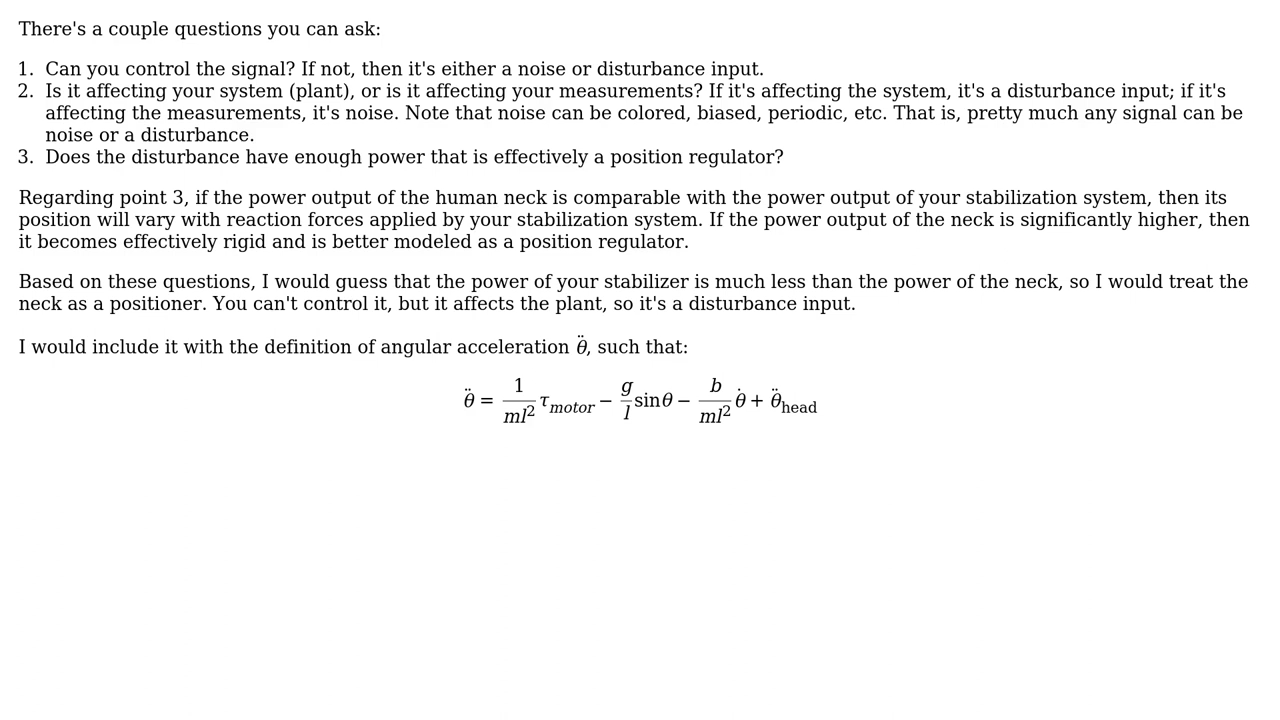 There's a couple questions you can ask:
1. Can you control the signal? If not, then it's either a noise or disturbance input.
2. Is it affecting your system (plant), or is it affecting your measurements? If it's affecting the system, it's a disturbance input; if it's
affecting the measurements, it's noise. Note that noise can be colored, biased, periodic, etc. That is, pretty much any signal can be
noise or a disturbance.
3. Does the disturbance have enough power that is effectively a position regulator?
Regarding point 3, if the power output of the human neck is comparable with the power output of your stabilization system, then its
position will vary with reaction forces applied by your stabilization system. If the power output of the neck is significantly higher, then
it becomes effectively rigid and is better modeled as a position regulator.
Based on these questions, I would guess that the power of your stabilizer is much less than the power of the neck, so I would treat the
neck as a positioner. You can't control it, but it affects the plant, so it's a disturbance input.
I would include it with the definition of angular acceleration θ̈, such that:
θ̈ = 1/ml² τ_motor − g/l sinθ − b/ml² θ̇ + θ̈_head